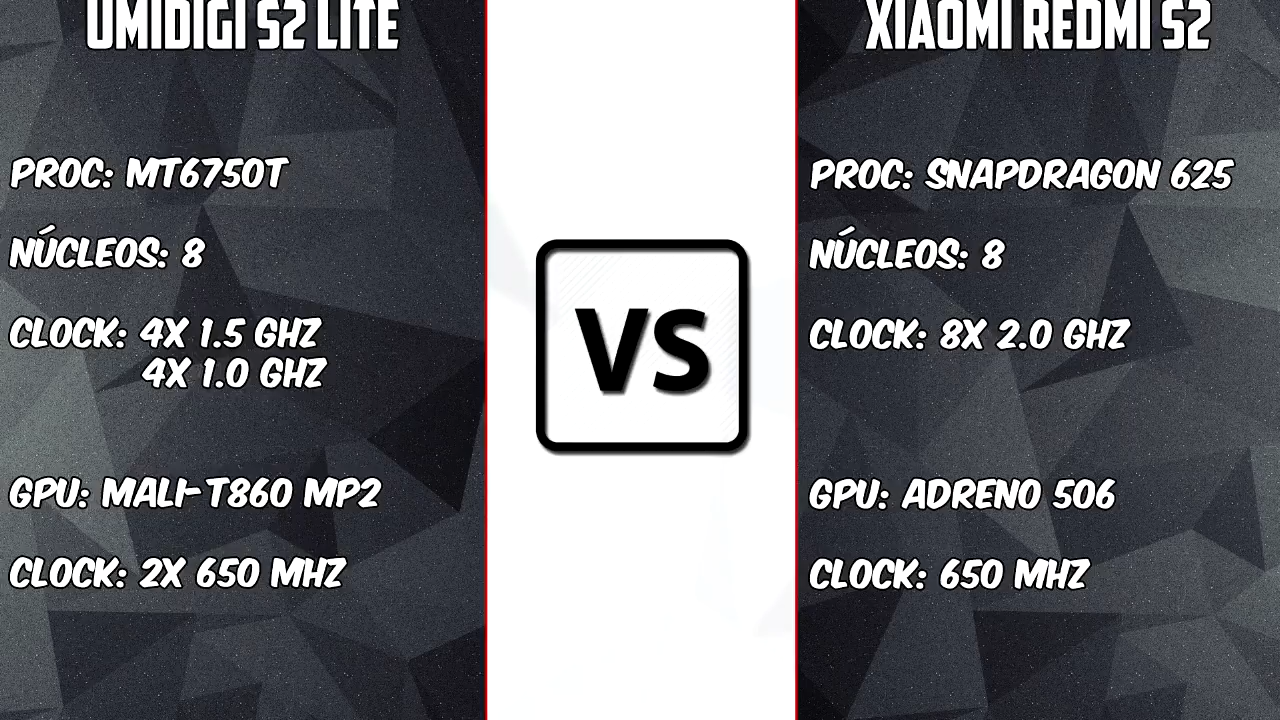 UMIDIGI S2 LITE
PROC: MT6750T
NÚCLEOS: 8
CLOCK: 4X 1.5 GHZ
4X 1.0 GHZ
GPU: MALI-T860 MP2
CLOCK: 2X 650 MHZ
VS
XIAOMI REDMI S2
PROC: SNAPDRAGON 625
NÚCLEOS: 8
CLOCK: 8X 2.0 GHZ
GPU: ADRENO 506
CLOCK: 650 MHZ